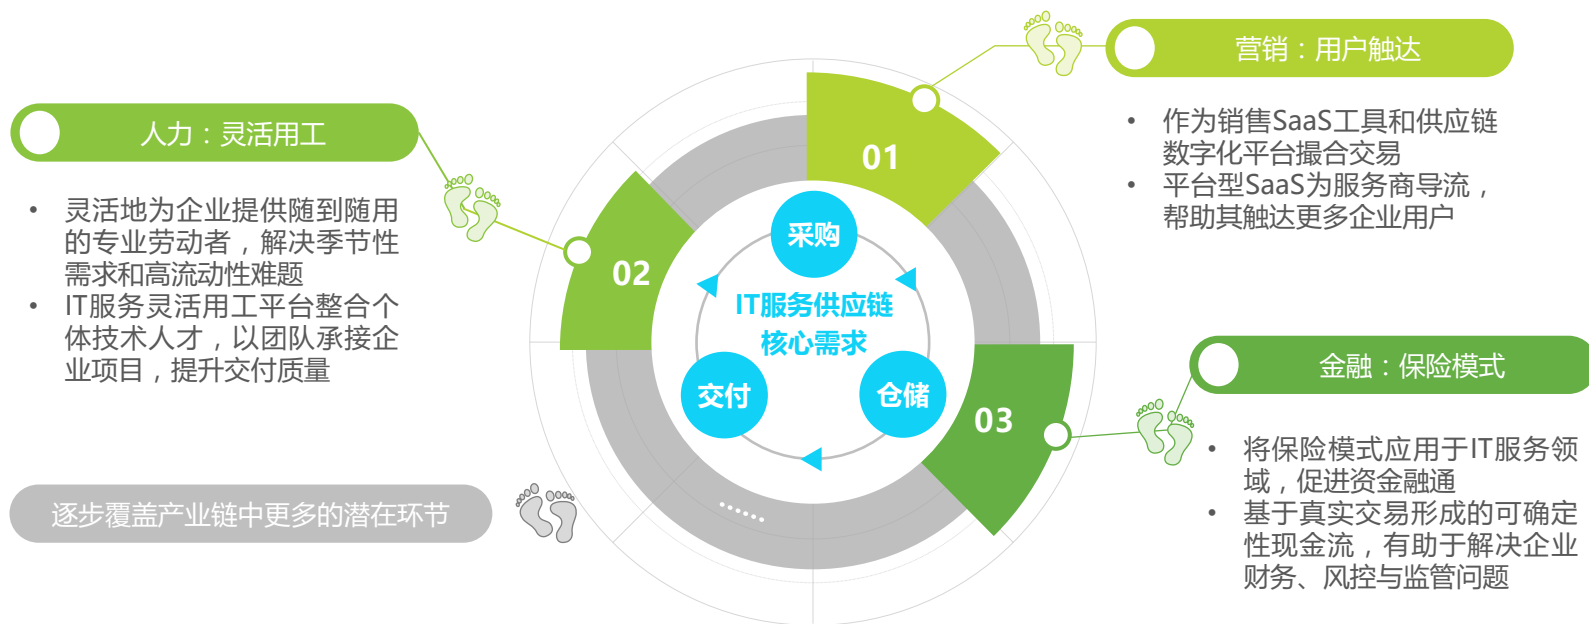 营销：用户触达
• 作为销售SaaS工具和供应链
数字化平台撮合交易
• 平台型SaaS为服务商导流，
帮助其触达更多企业用户
人力：灵活用工
• 灵活地为企业提供随到随用
的专业劳动者，解决季节性
需求和高流动性难题
• IT服务灵活用工平台整合个
体技术人才，以团队承接企
业项目，提升交付质量
01
02
03
采购
IT服务供应链
核心需求
交付
仓储
......
金融：保险模式
• 将保险模式应用于IT服务领
域，促进资金融通
• 基于真实交易形成的可确定
性现金流，有助于解决企业
财务、风控与监管问题
逐步覆盖产业链中更多的潜在环节